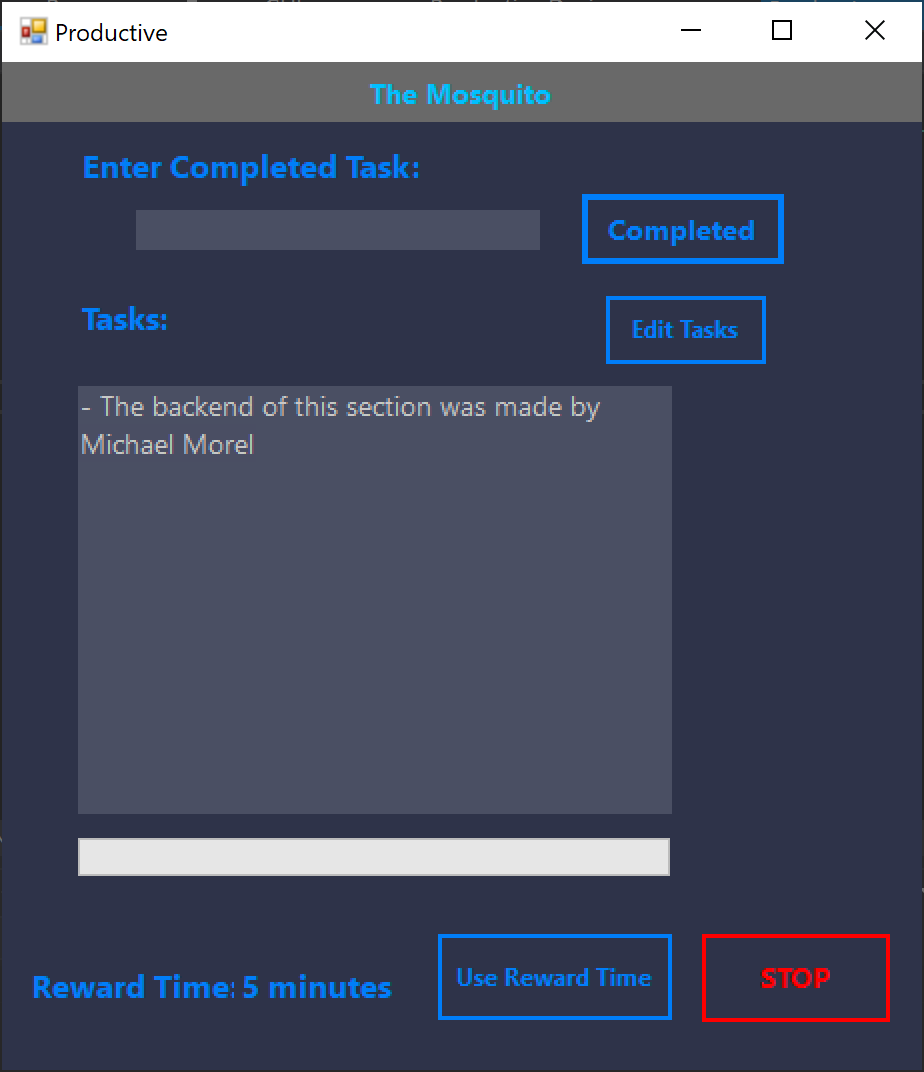 Productive
The Mosquito
Enter Completed Task:
Completed
Tasks:
Edit Tasks
- The backend of this section was made by
Michael Morel
Reward Time: 5 minutes
Use Reward Time
STOP